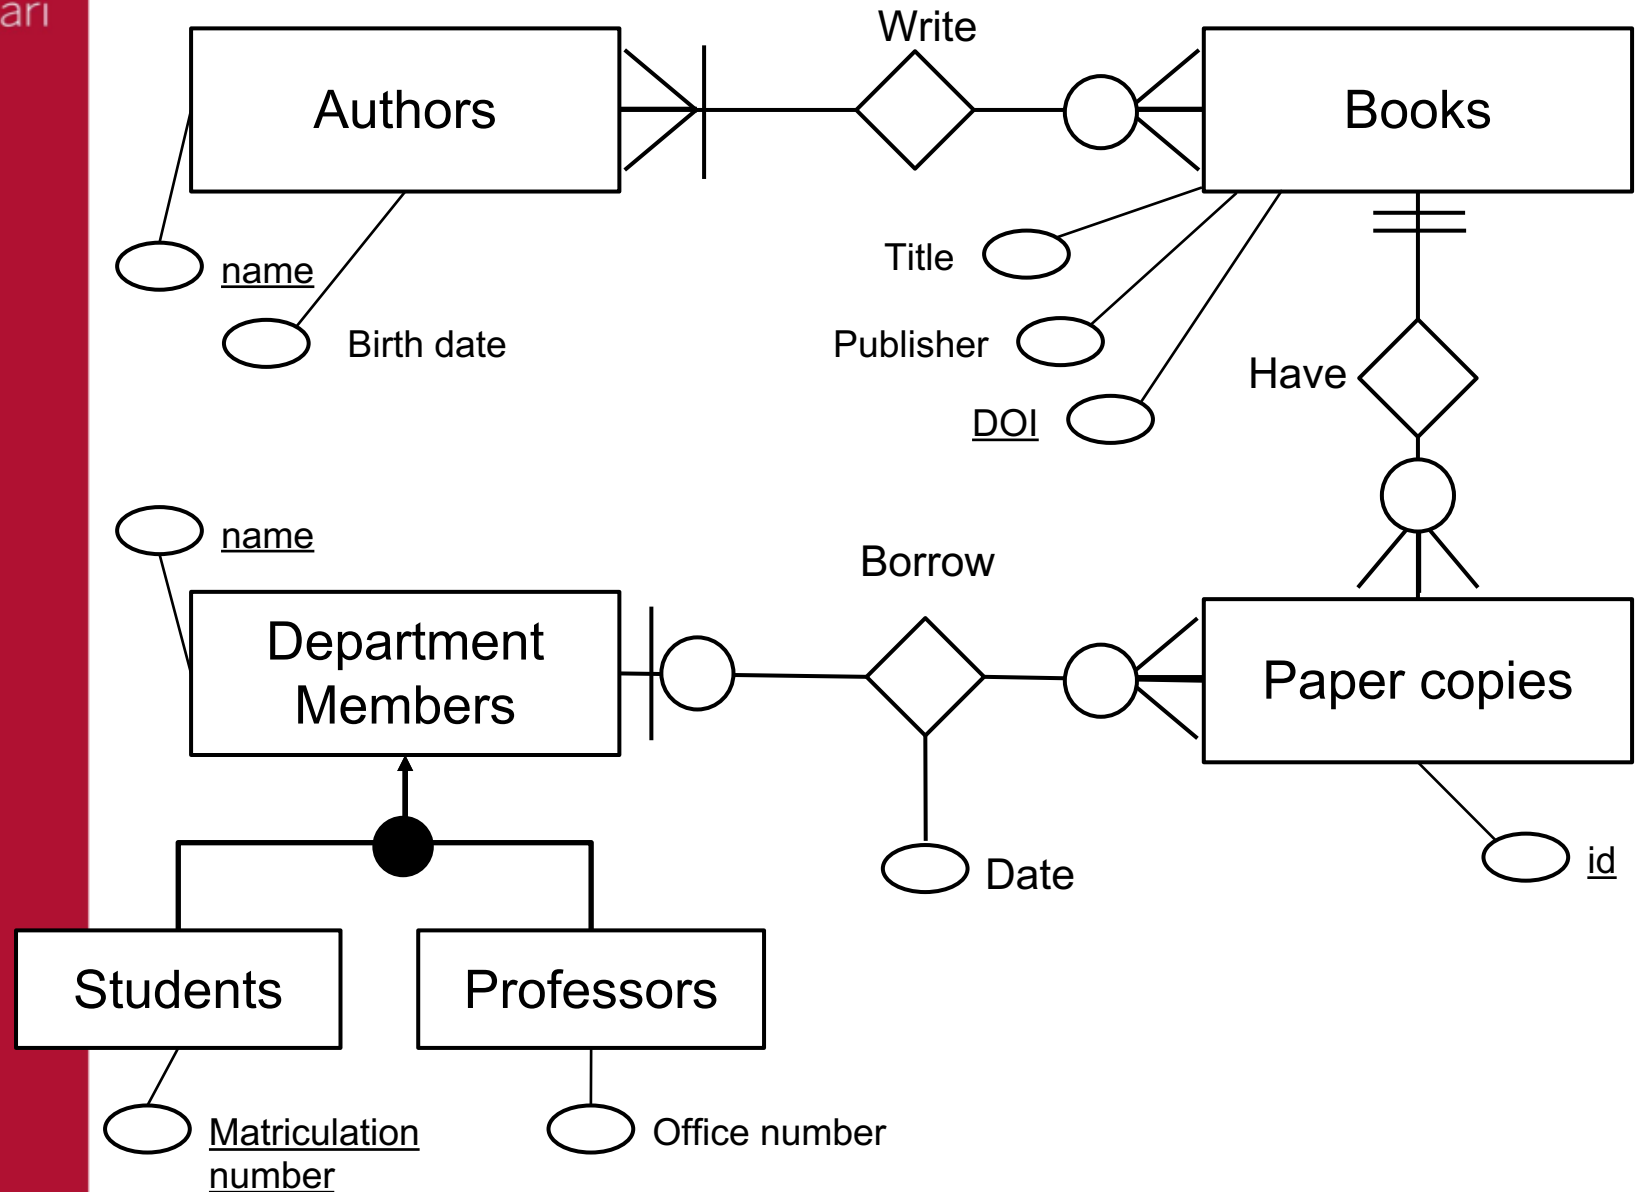 ari
Write
Authors
Books
name
Title
Birth date
Publisher
Have
DOI
name
Borrow
Department
Members
Paper copies
id
Date
Students
Professors
Matriculation
number
Office number